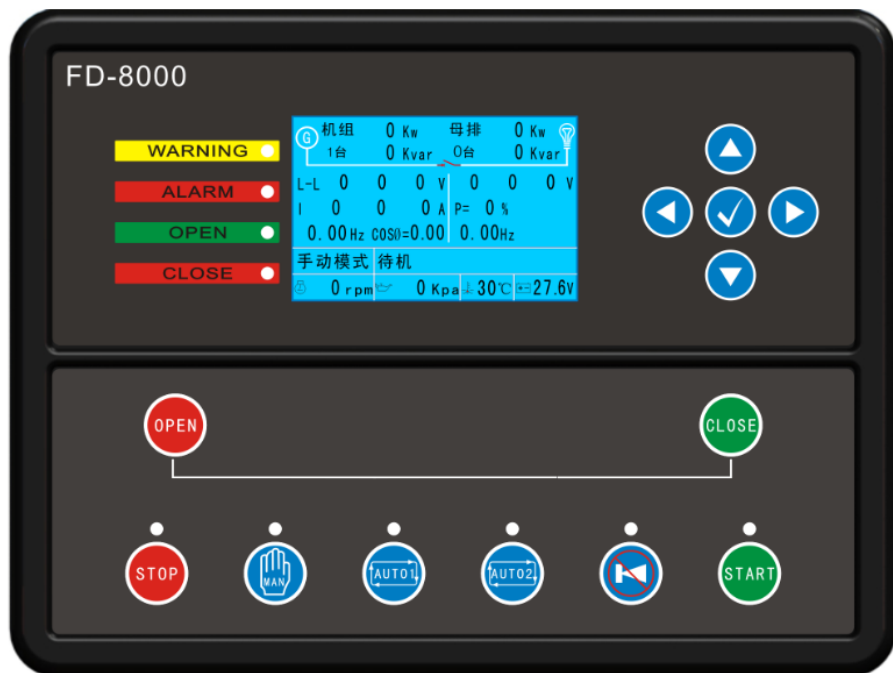 FD-8000
WARNING
ALARM
OPEN
CLOSE
G 机组 0 Kw 母排 0 Kw
1台 0 Kvar 0台 0 Kvar
L-L 0 0 0 V 0 0 0 V
I 0 0 0 A P= 0 %
0.00Hz COSØ=0.00 0.00Hz
手动模式 待机
0 rpm 0 Kpa 30℃ 27.6V
OPEN
CLOSE
STOP
MAN
AUTO1
AUTO2
START